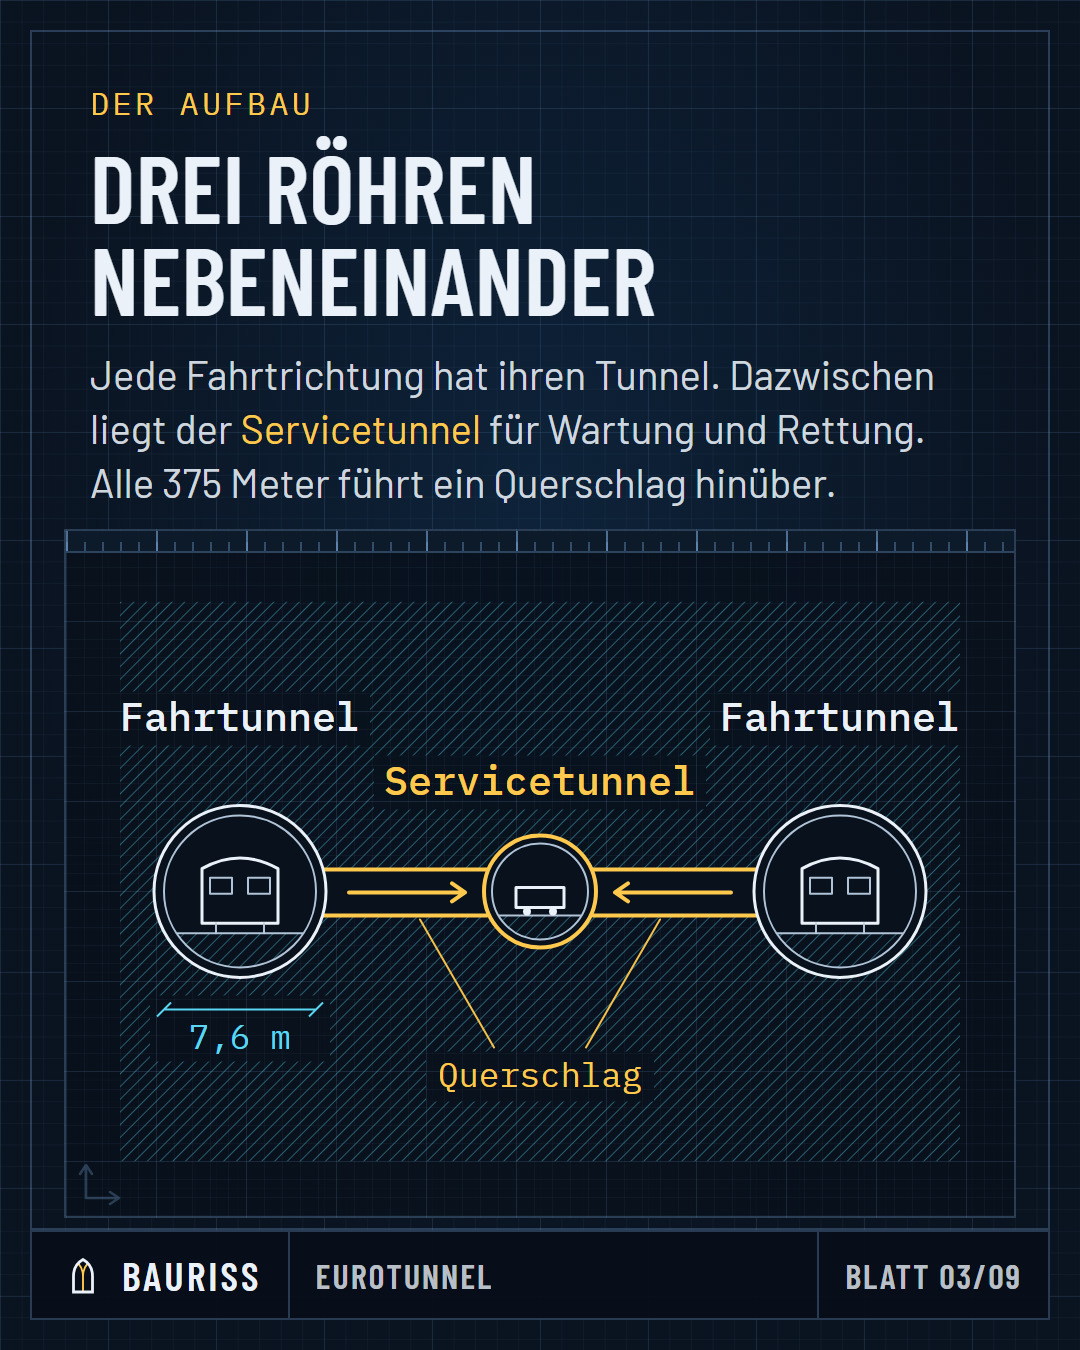 DER AUFBAU
DREI RÖHREN
NEBENEINANDER
Jede Fahrtrichtung hat ihren Tunnel. Dazwischen
liegt der Servicetunnel für Wartung und Rettung.
Alle 375 Meter führt ein Querschlag hinüber.
Fahrtunnel
Fahrtunnel
Servicetunnel
7,6 m
Querschlag
BAURISS
EUROTUNNEL
BLATT 03/09